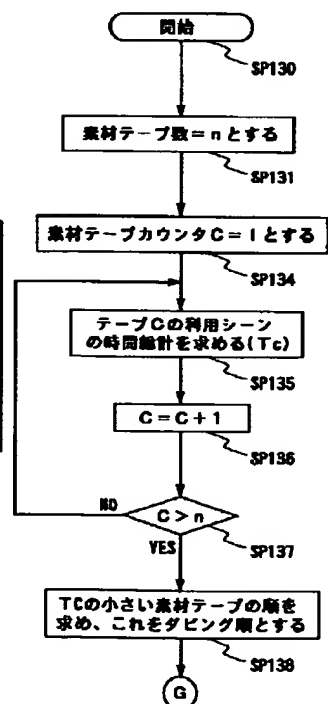 開始
SP130
素材テープ数=nとする
SP131
素材テープカウンタC=1とする
SP134
テープCの利用シーン
の時間総計を求める(Tc)
SP135
C=C+1
SP136
NO
C>n
YES
SP137
TCの小さい素材テープの順を
求め、これをダビング順とする
SP138
G